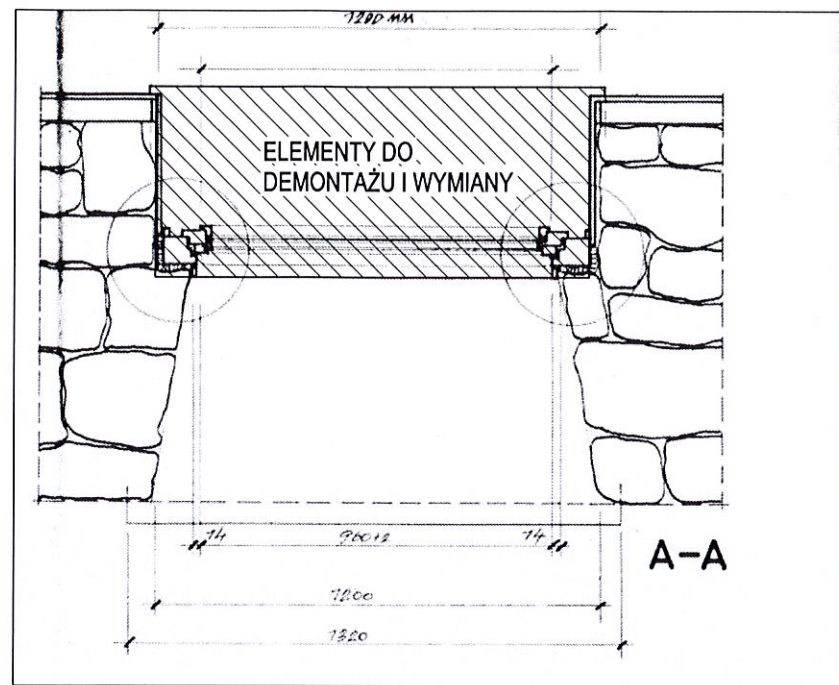 1200 MM
ELEMENTY DO
DEMONTAŻU I WYMIANY
14 960+2 14
A-A
1200
1320